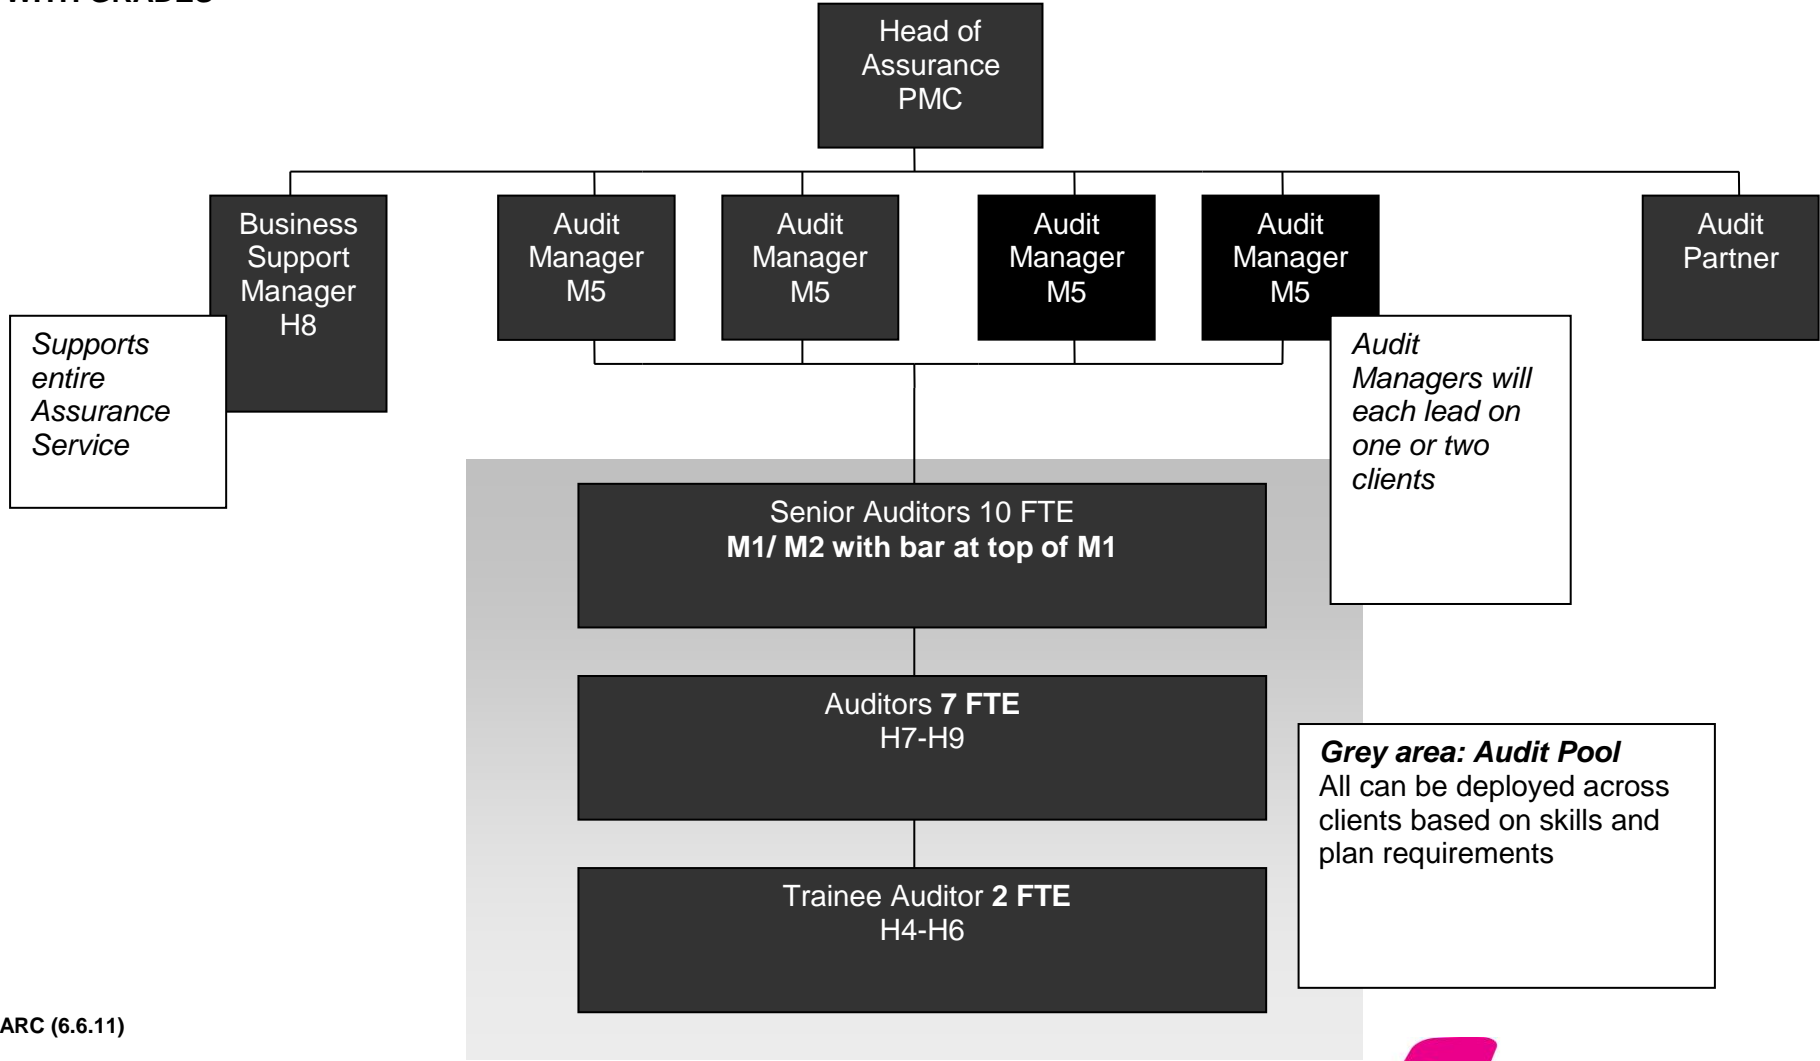 Head of
Assurance
PMC
Business
Support
Manager
H8
Audit
Manager
M5
Audit
Manager
M5
Audit
Manager
M5
Audit
Manager
M5
Audit
Partner
Supports
entire
Assurance
Service
Audit
Managers will
each lead on
one or two
clients
Senior Auditors 10 FTE
M1/ M2 with bar at top of M1
Auditors 7 FTE
H7-H9
Grey area: Audit Pool
All can be deployed across
clients based on skills and
plan requirements
Trainee Auditor 2 FTE
H4-H6
ARC (6.6.11)